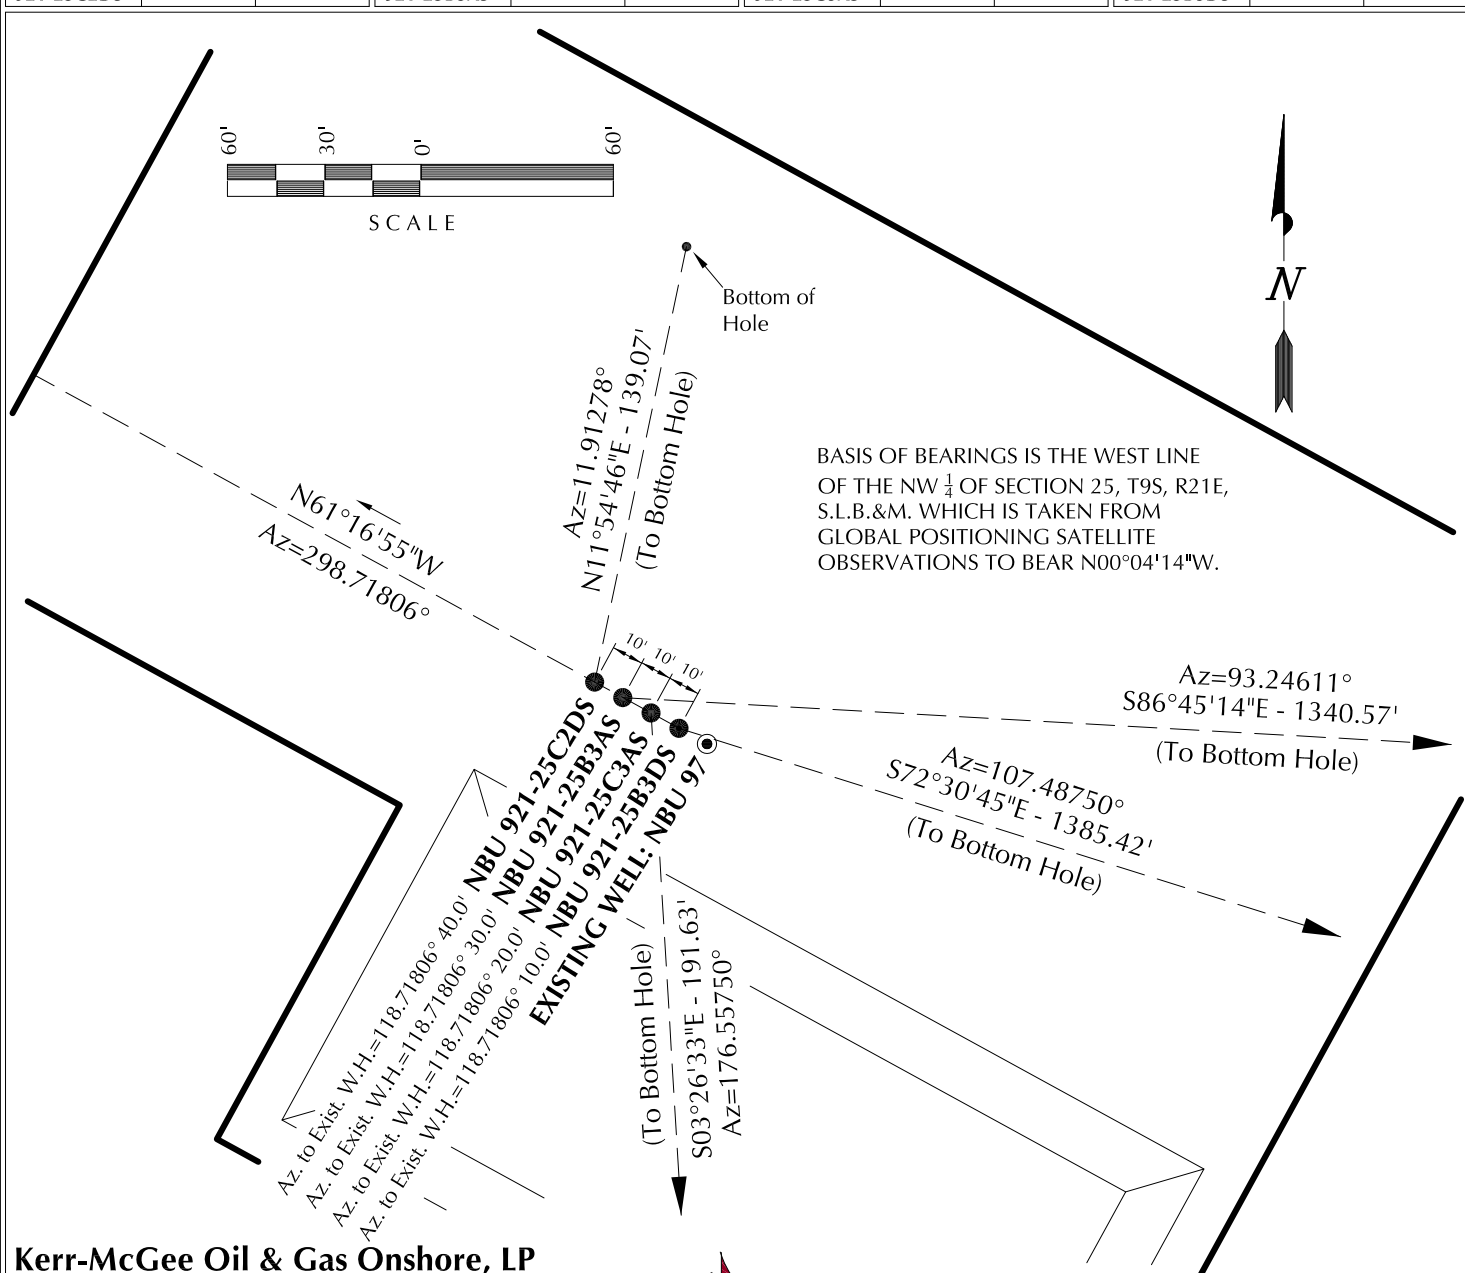 60'
30'
0'
60'
SCALE
N
Bottom of
Hole
Az=11.91278°
N11°54'46"E - 139.07'
(To Bottom Hole)
BASIS OF BEARINGS IS THE WEST LINE
OF THE NW 1/4 OF SECTION 25, T9S, R21E,
S.L.B.&M. WHICH IS TAKEN FROM
GLOBAL POSITIONING SATELLITE
OBSERVATIONS TO BEAR N00°04'14"W.
N61°16'55"W
Az=298.71806°
10'
10'
10'
Az=93.24611°
S86°45'14"E - 1340.57'
(To Bottom Hole)
Az=107.48750°
S72°30'45"E - 1385.42'
(To Bottom Hole)
Az. to Exist. W.H.=118.71806° 40.0' NBU 921-25C2DS
Az. to Exist. W.H.=118.71806° 30.0' NBU 921-25B3AS
Az. to Exist. W.H.=118.71806° 20.0' NBU 921-25C3AS
Az. to Exist. W.H.=118.71806° 10.0' NBU 921-25B3DS
EXISTING WELL: NBU 97
(To Bottom Hole)
S03°26'33"E - 191.63'
Az=176.55750°
Kerr-McGee Oil & Gas Onshore, LP